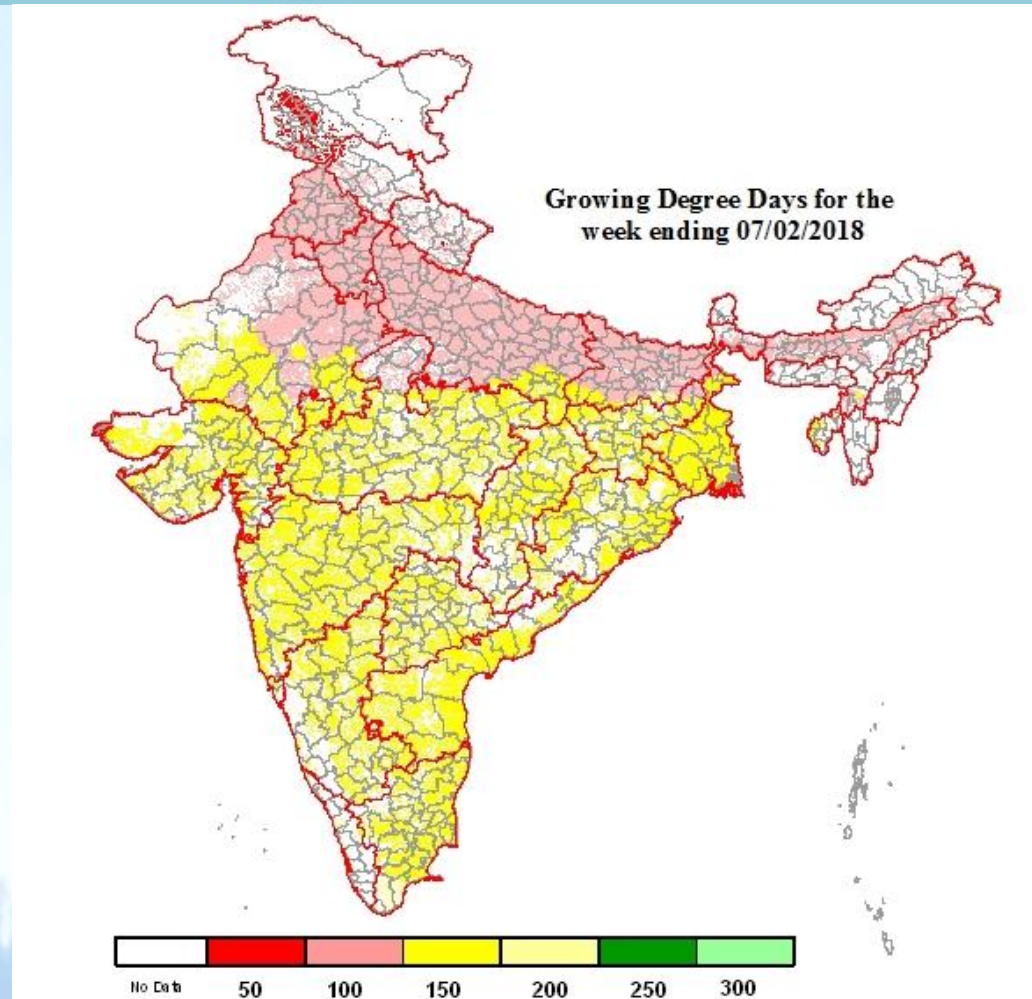 Growing Degree Days for the
week ending 07/02/2018
No Data 50 100 150 200 250 300